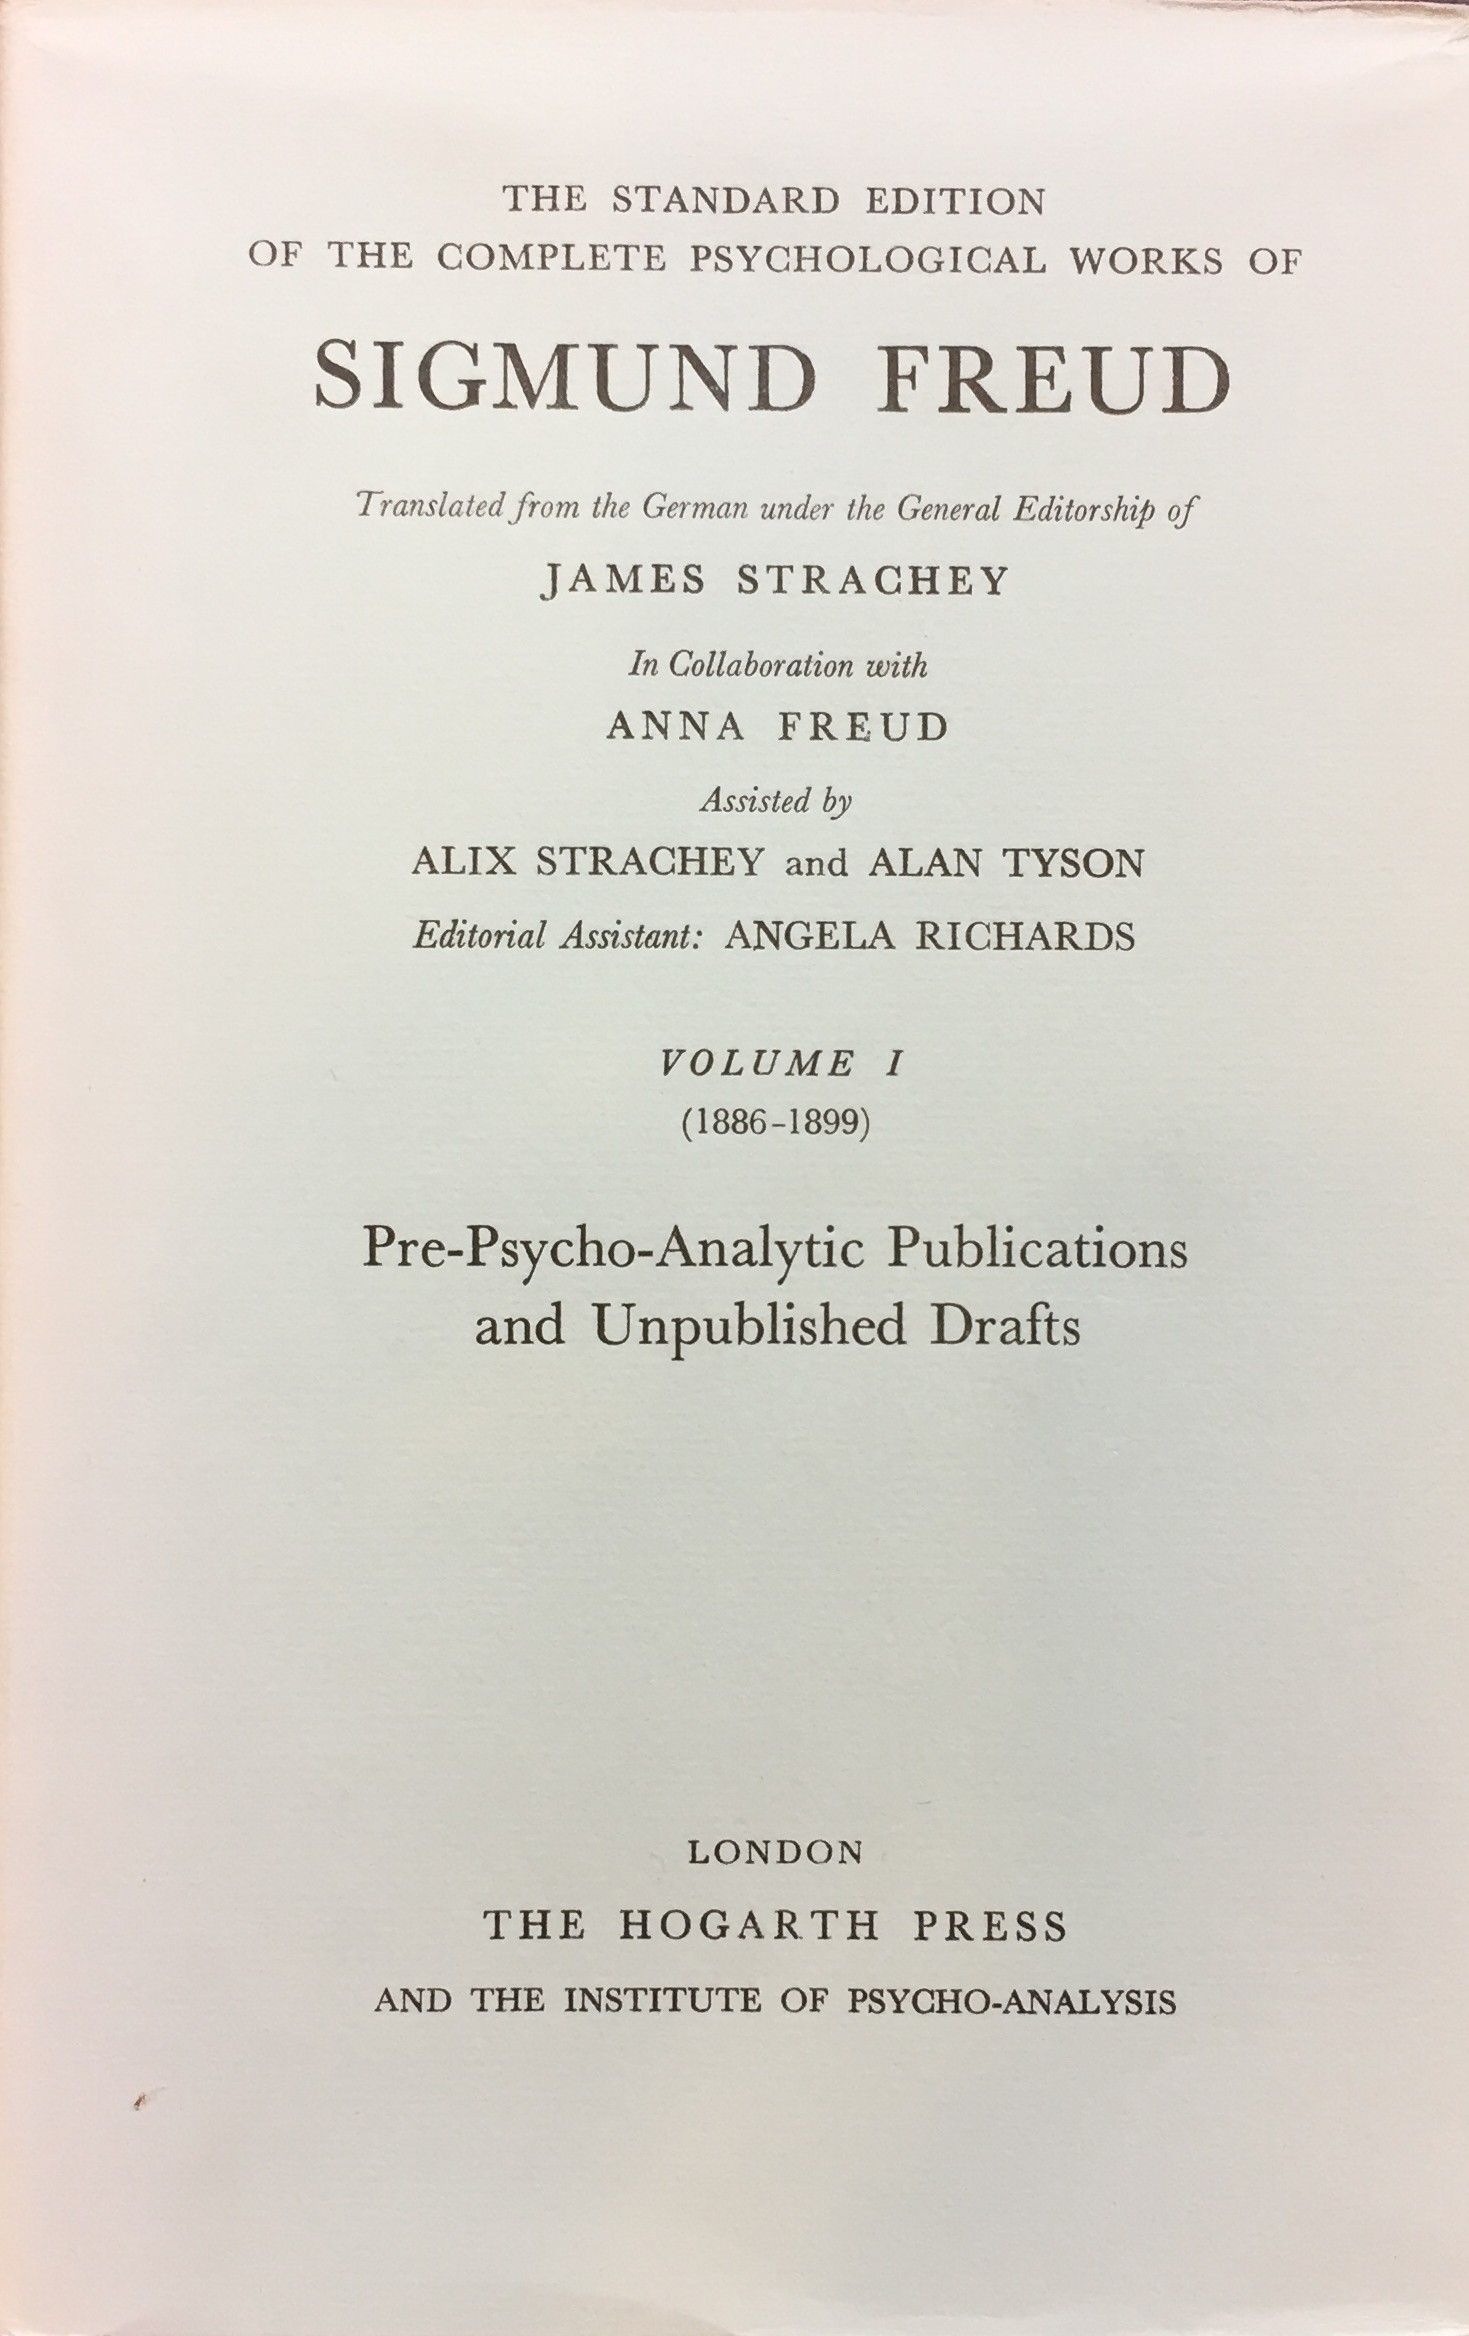 THE STANDARD EDITION
OF THE COMPLETE PSYCHOLOGICAL WORKS OF
SIGMUND FREUD
Translated from the German under the General Editorship of
JAMES STRACHEY
In Collaboration with
ANNA FREUD
Assisted by
ALIX STRACHEY and ALAN TYSON
Editorial Assistant: ANGELA RICHARDS
VOLUME I
(1886–1899)
Pre-Psycho-Analytic Publications
and Unpublished Drafts
LONDON
THE HOGARTH PRESS
AND THE INSTITUTE OF PSYCHO-ANALYSIS